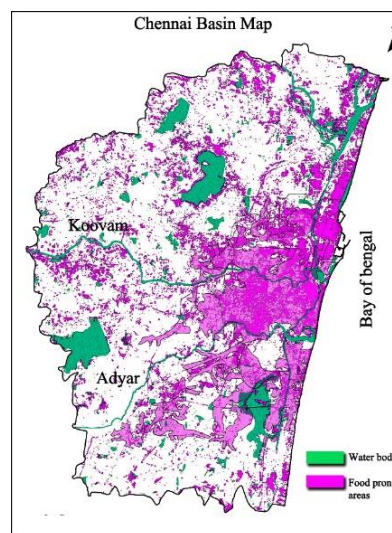 Chennai Basin Map
Koovam
Bay of bengal
Adyar
Water bod
Food pron
areas